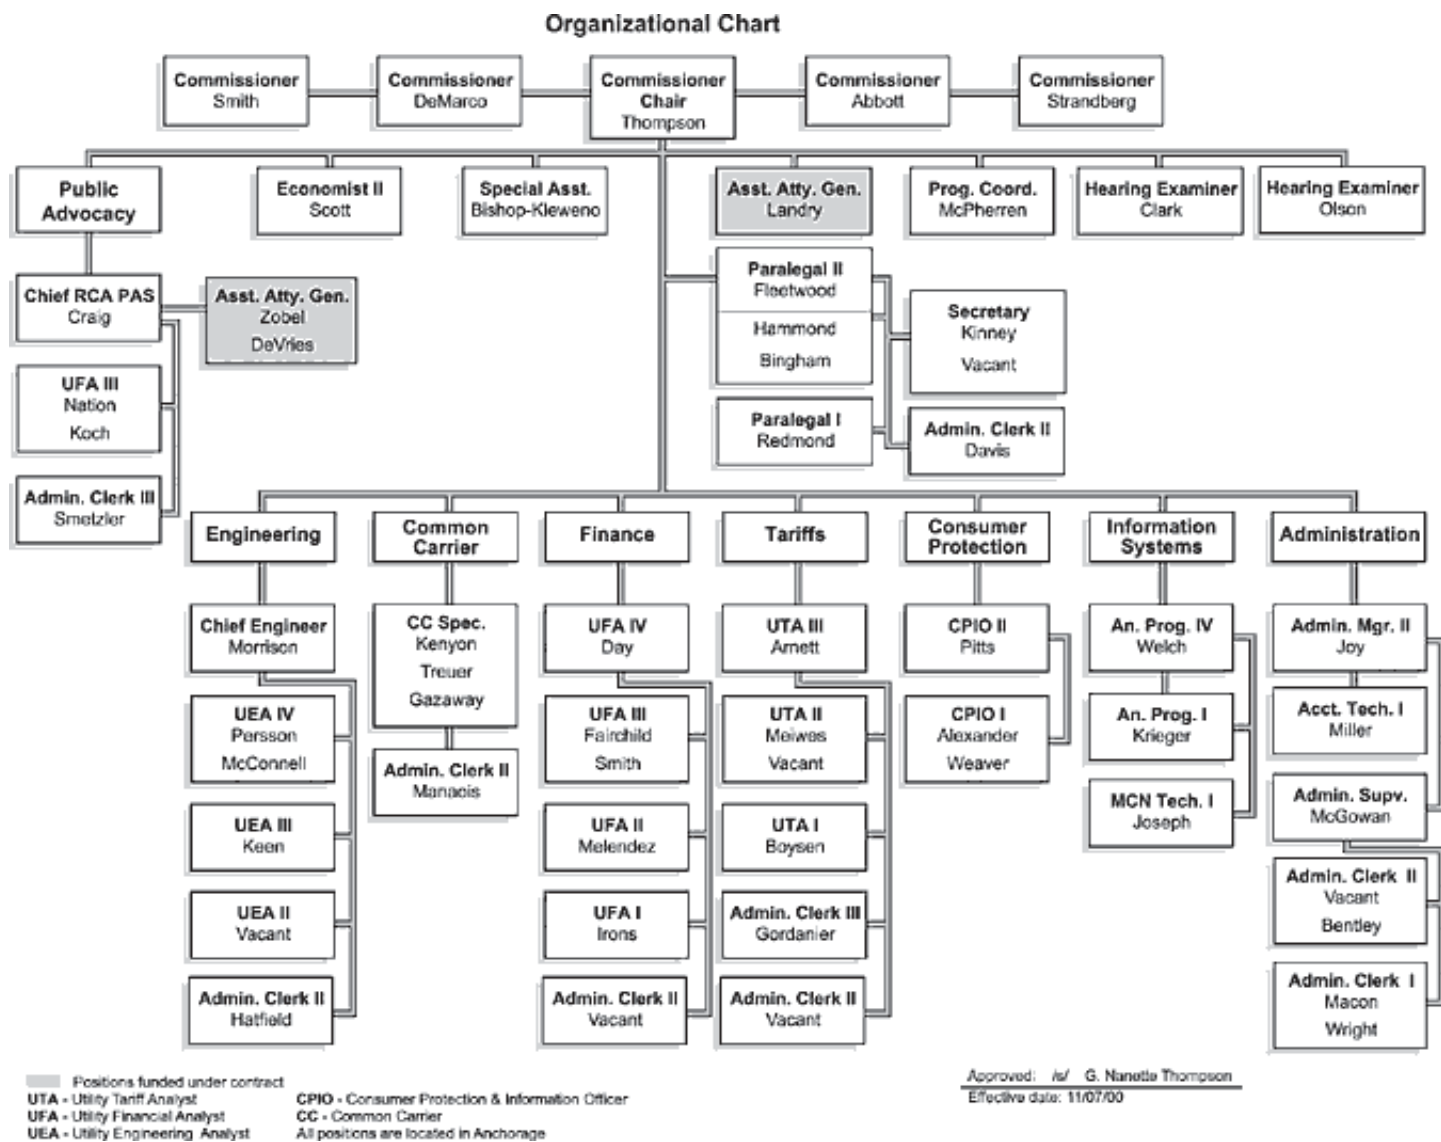 Organizational Chart
Commissioner
Smith
Commissioner
DeMarco
Commissioner
Chair
Thompson
Commissioner
Abbott
Commissioner
Strandberg
Public
Advocacy
Economist II
Scott
Special Asst.
Bishop-Kleweno
Asst. Atty. Gen.
Landry
Prog. Coord.
McPherren
Hearing Examiner
Clark
Hearing Examiner
Olson
Chief RCA PAS
Craig
Asst. Atty. Gen.
Zobel
DeVries
UFA III
Nation
Koch
Admin. Clerk III
Smetzler
Paralegal II
Fleetwood
Hammond
Bingham
Secretary
Kinney
Vacant
Paralegal I
Redmond
Admin. Clerk II
Davis
Engineering
Common
Carrier
Finance
Tariffs
Consumer
Protection
Information
Systems
Administration
Chief Engineer
Morrison
UEA IV
Persson
McConnell
UEA III
Keen
UEA II
Vacant
Admin. Clerk II
Hatfield
CC Spec.
Kenyon
Treuer
Gazaway
Admin. Clerk II
Manaois
UFA IV
Day
UFA III
Fairchild
Smith
UFA II
Melendez
UFA I
Irons
Admin. Clerk II
Vacant
UTA III
Arnett
UTA II
Meiwes
Vacant
UTA I
Boysen
Admin. Clerk III
Gordanier
Admin. Clerk II
Vacant
CPIO II
Pitts
CPIO I
Alexander
Weaver
An. Prog. IV
Welch
An. Prog. I
Krieger
MCN Tech. I
Joseph
Admin. Mgr. II
Joy
Acct. Tech. I
Miller
Admin. Supv.
McGowan
Admin. Clerk II
Vacant
Bentley
Admin. Clerk I
Macon
Wright
Positions funded under contract
UTA - Utility Tariff Analyst
UFA - Utility Financial Analyst
UEA - Utility Engineering Analyst
CPIO - Consumer Protection & Information Officer
CC - Common Carrier
All positions are located in Anchorage
Approved: /s/ G. Nanette Thompson
Effective date: 11/07/00